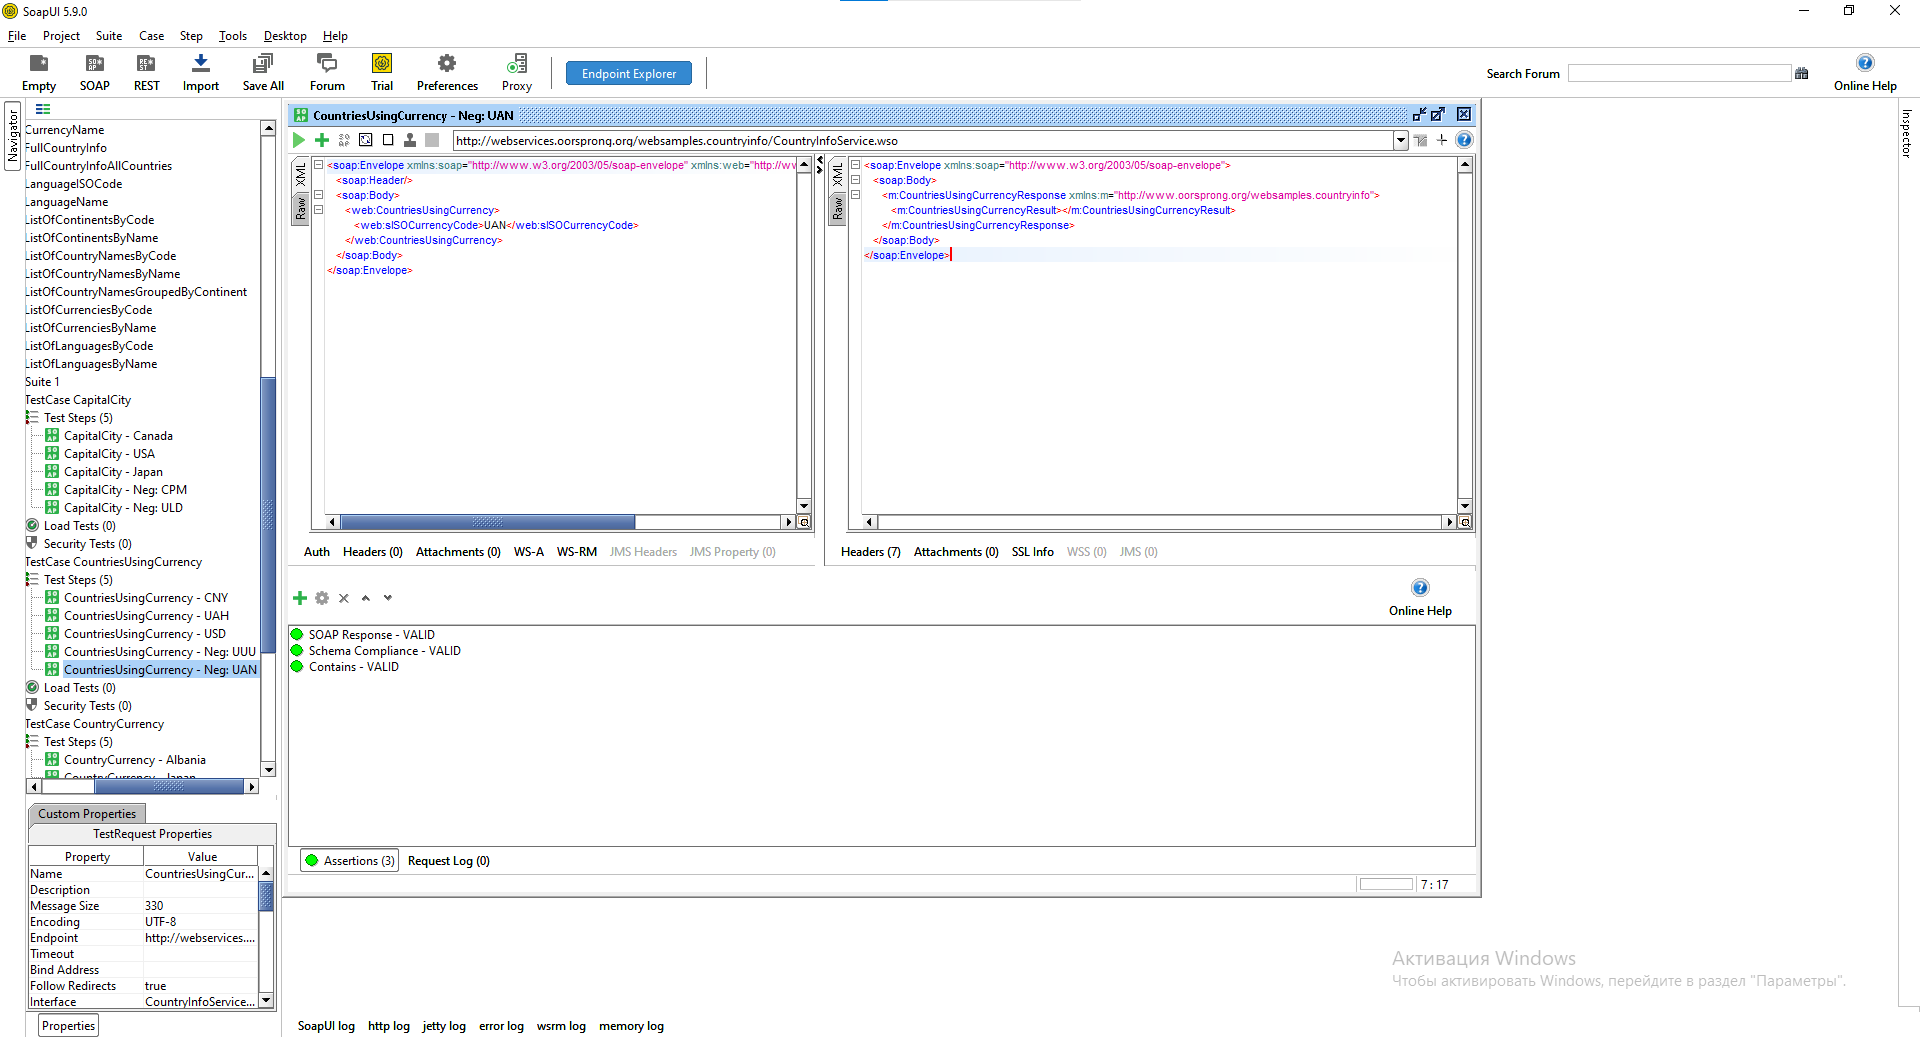 SoapUI 5.9.0
File Project Suite Case Step Tools Desktop Help
Empty SOAP REST Import Save All Forum Trial Preferences Proxy Endpoint Explorer Search Forum Online Help
Navigator
Inspector
CurrencyName
FullCountryInfo
FullCountryInfoAllCountries
LanguageISOCode
LanguageName
ListOfContinentsByCode
ListOfContinentsByName
ListOfCountryNamesByCode
ListOfCountryNamesByName
ListOfCountryNamesGroupedByContinent
ListOfCurrenciesByCode
ListOfCurrenciesByName
ListOfLanguagesByCode
ListOfLanguagesByName
Suite 1
TestCase CapitalCity
Test Steps (5)
CapitalCity - Canada
CapitalCity - USA
CapitalCity - Japan
CapitalCity - Neg: CPM
CapitalCity - Neg: ULD
Load Tests (0)
Security Tests (0)
TestCase CountriesUsingCurrency
Test Steps (5)
CountriesUsingCurrency - CNY
CountriesUsingCurrency - UAH
CountriesUsingCurrency - USD
CountriesUsingCurrency - Neg: UUU
CountriesUsingCurrency - Neg: UAN
Load Tests (0)
Security Tests (0)
TestCase CountryCurrency
Test Steps (5)
CountryCurrency - Albania
CountryCurrency - Japan
Custom Properties
TestRequest Properties
Property Value
Name CountriesUsingCur...
Description
Message Size 330
Encoding UTF-8
Endpoint http://webservices....
Timeout
Bind Address
Follow Redirects true
Interface CountryInfoService...
Properties
CountriesUsingCurrency - Neg: UAN
http://webservices.oorsprong.org/websamples.countryinfo/CountryInfoService.wso
XML
Raw
<soap:Envelope xmlns:soap="http://www.w3.org/2003/05/soap-envelope" xmlns:web="http://ww
<soap:Header/>
<soap:Body>
<web:CountriesUsingCurrency>
<web:sISOCurrencyCode>UAN</web:sISOCurrencyCode>
</web:CountriesUsingCurrency>
</soap:Body>
</soap:Envelope>
XML
Raw
<soap:Envelope xmlns:soap="http://www.w3.org/2003/05/soap-envelope">
<soap:Body>
<m:CountriesUsingCurrencyResponse xmlns:m="http://www.oorsprong.org/websamples.countryinfo">
<m:CountriesUsingCurrencyResult></m:CountriesUsingCurrencyResult>
</m:CountriesUsingCurrencyResponse>
</soap:Body>
</soap:Envelope>
Auth Headers (0) Attachments (0) WS-A WS-RM JMS Headers JMS Property (0)
Headers (7) Attachments (0) SSL Info WSS (0) JMS (0)
Online Help
SOAP Response - VALID
Schema Compliance - VALID
Contains - VALID
Assertions (3) Request Log (0)
7 : 17
Активация Windows
Чтобы активировать Windows, перейдите в раздел "Параметры".
SoapUI log http log jetty log error log wsrm log memory log